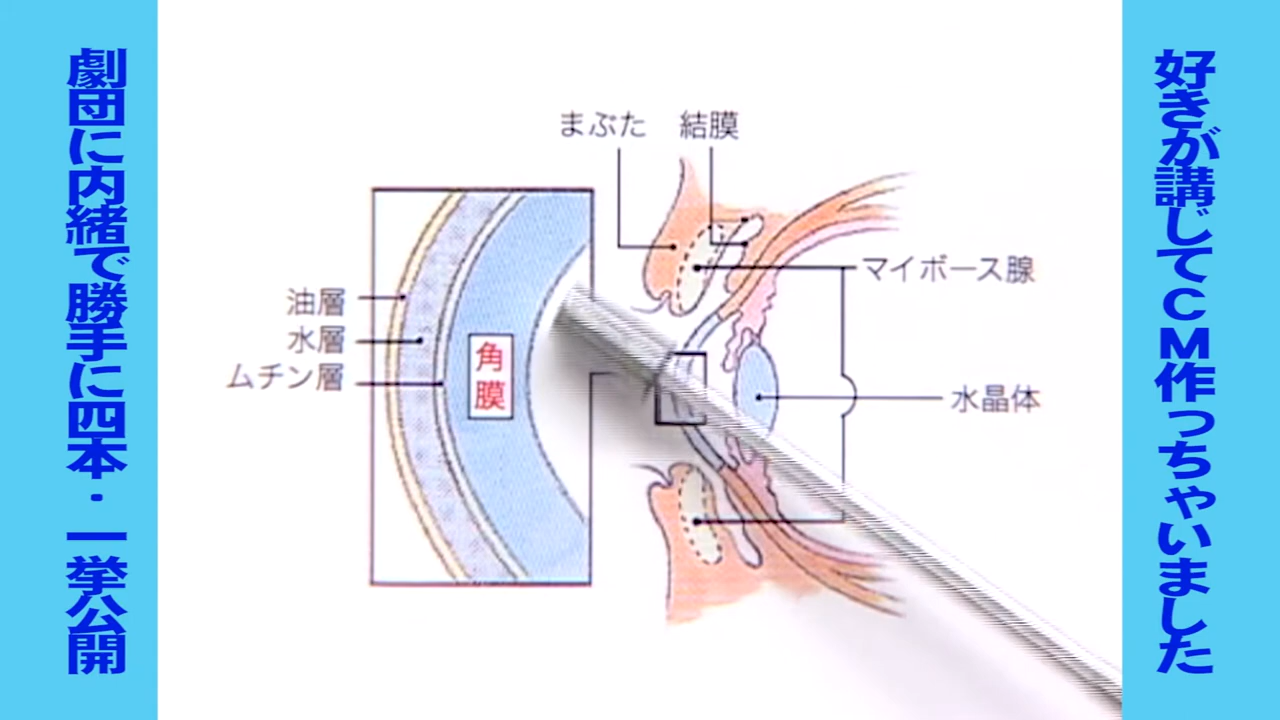 好きが講じてCM作っちゃいました
まぶた
結膜
マイボース腺
油層
水層
ムチン層
角膜
水晶体
劇団に内緒で勝手に四本・一挙公開